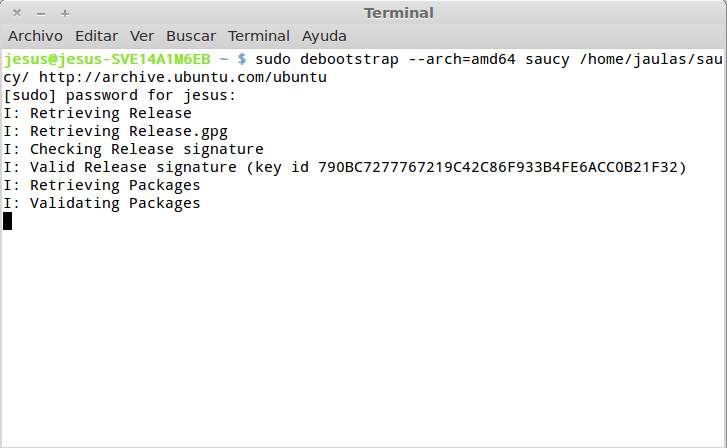 Terminal
Archivo Editar Ver Buscar Terminal Ayuda
jesus@jesus-SVE14A1M6EB ~ $ sudo debootstrap --arch=amd64 saucy /home/jaulas/sau
cy/ http://archive.ubuntu.com/ubuntu
[sudo] password for jesus:
I: Retrieving Release
I: Retrieving Release.gpg
I: Checking Release signature
I: Valid Release signature (key id 790BC7277767219C42C86F933B4FE6ACC0B21F32)
I: Retrieving Packages
I: Validating Packages